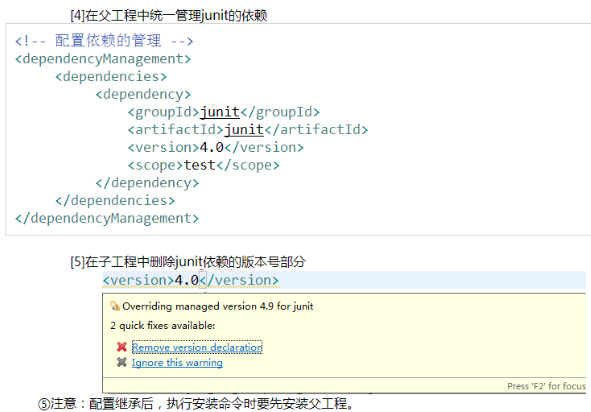 [4]在父工程中统一管理junit的依赖
<!-- 配置依赖的管理 -->
<dependencyManagement>
<dependencies>
<dependency>
<groupId>junit</groupId>
<artifactId>junit</artifactId>
<version>4.0</version>
<scope>test</scope>
</dependency>
</dependencies>
</dependencyManagement>
[5]在子工程中删除junit依赖的版本号部分
<version>4.0</version>
Overriding managed version 4.9 for junit
2 quick fixes available:
Remove version declaration
Ignore this warning
Press 'F2' for focus
⑤注意：配置继承后，执行安装命令时要先安装父工程。